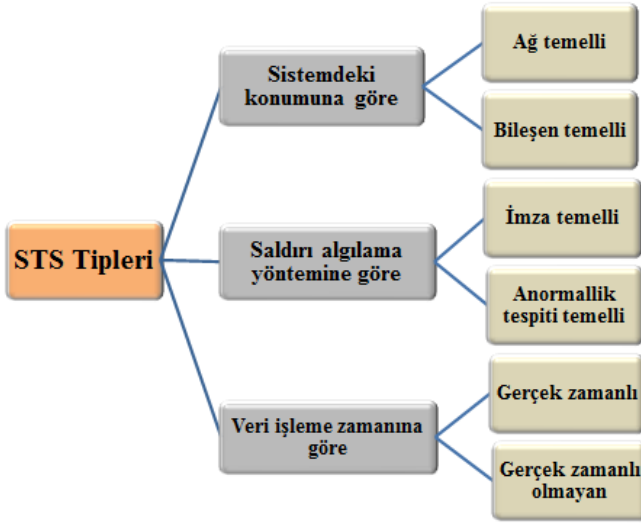 STS Tipleri
Sistemdeki
konumuna göre
Ağ temelli
Bileşen temelli
Saldırı algılama
yöntemine göre
İmza temelli
Anormallik
tespiti temelli
Veri işleme zamanına
göre
Gerçek zamanlı
Gerçek zamanlı
olmayan